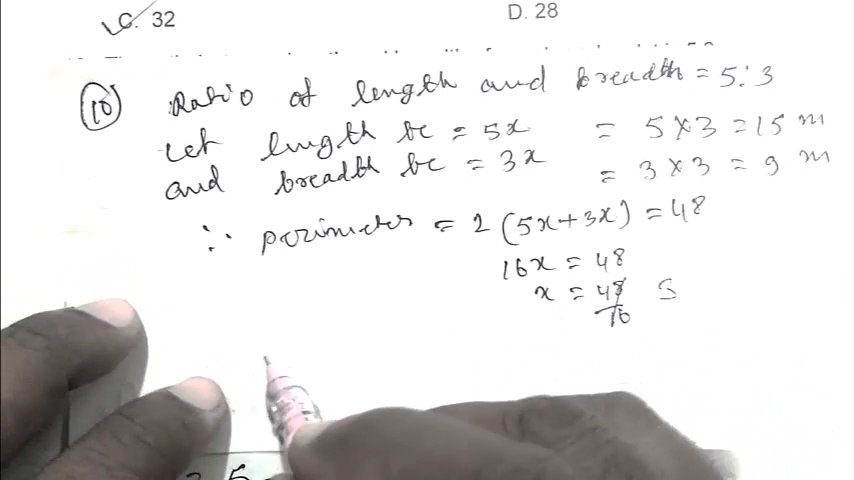 C. 32 D. 28
(10) Ratio of length and breadth = 5:3
Let length be = 5x = 5×3 = 15 m
and breadth be = 3x = 3×3 = 9 m
∴ perimeter = 2(5x+3x) = 48
16x = 48
x = 48/16 3